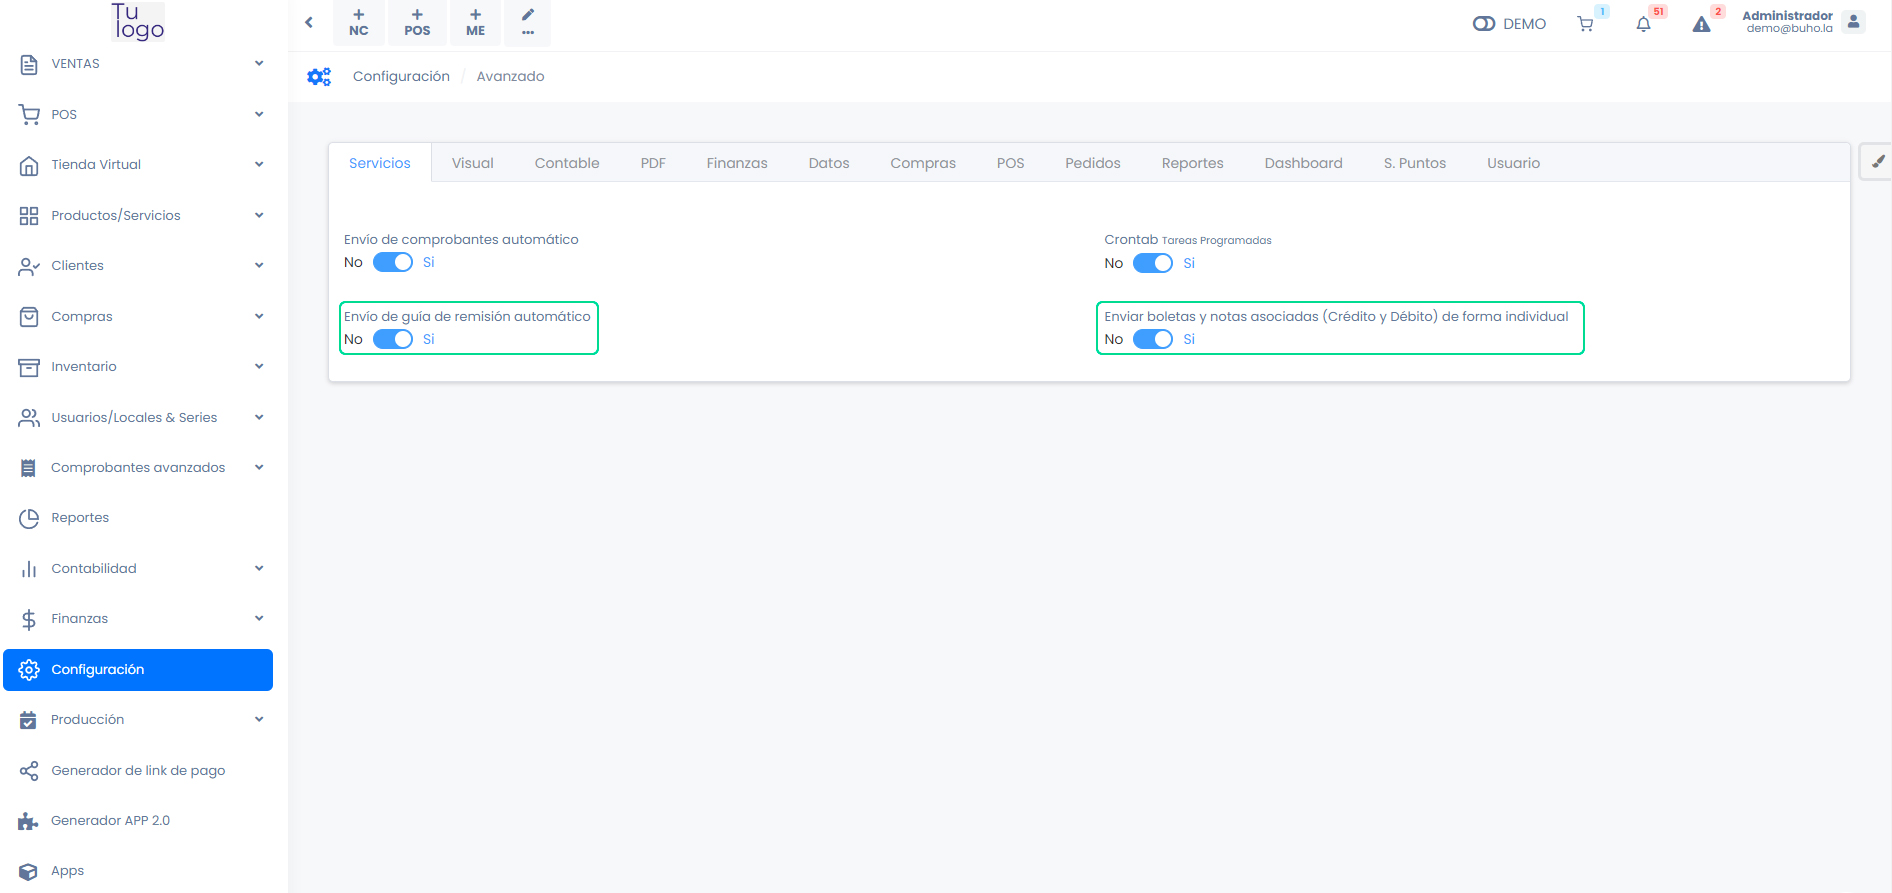 Tu
logo
VENTAS
POS
Tienda Virtual
Productos/Servicios
Clientes
Compras
Inventario
Usuarios/Locales & Series
Comprobantes avanzados
Reportes
Contabilidad
Finanzas
Configuración
Producción
Generador de link de pago
Generador APP 2.0
Apps
+ NC
+ POS
+ ME
...
DEMO
1
51
2
Administrador
demo@buho.la
Configuración / Avanzado
Servicios Visual Contable PDF Finanzas Datos Compras POS Pedidos Reportes Dashboard S. Puntos Usuario
Envío de comprobantes automático
No Si
Crontab Tareas Programadas
No Si
Envío de guía de remisión automático
No Si
Enviar boletas y notas asociadas (Crédito y Débito) de forma individual
No Si